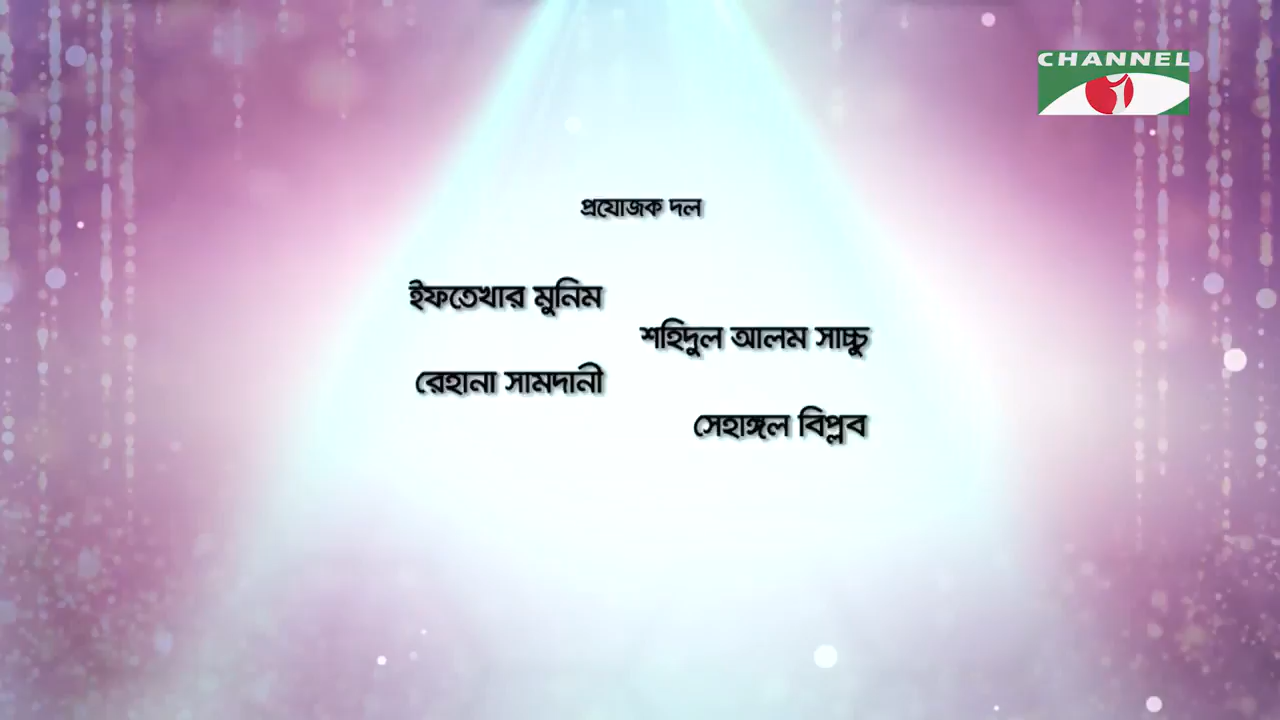 CHANNEL
প্রযোজক দল
ইফতেখার মুনিম
শহিদুল আলম সাচ্চু
রেহানা সামদানী
সেহাঙ্গল বিপ্লব